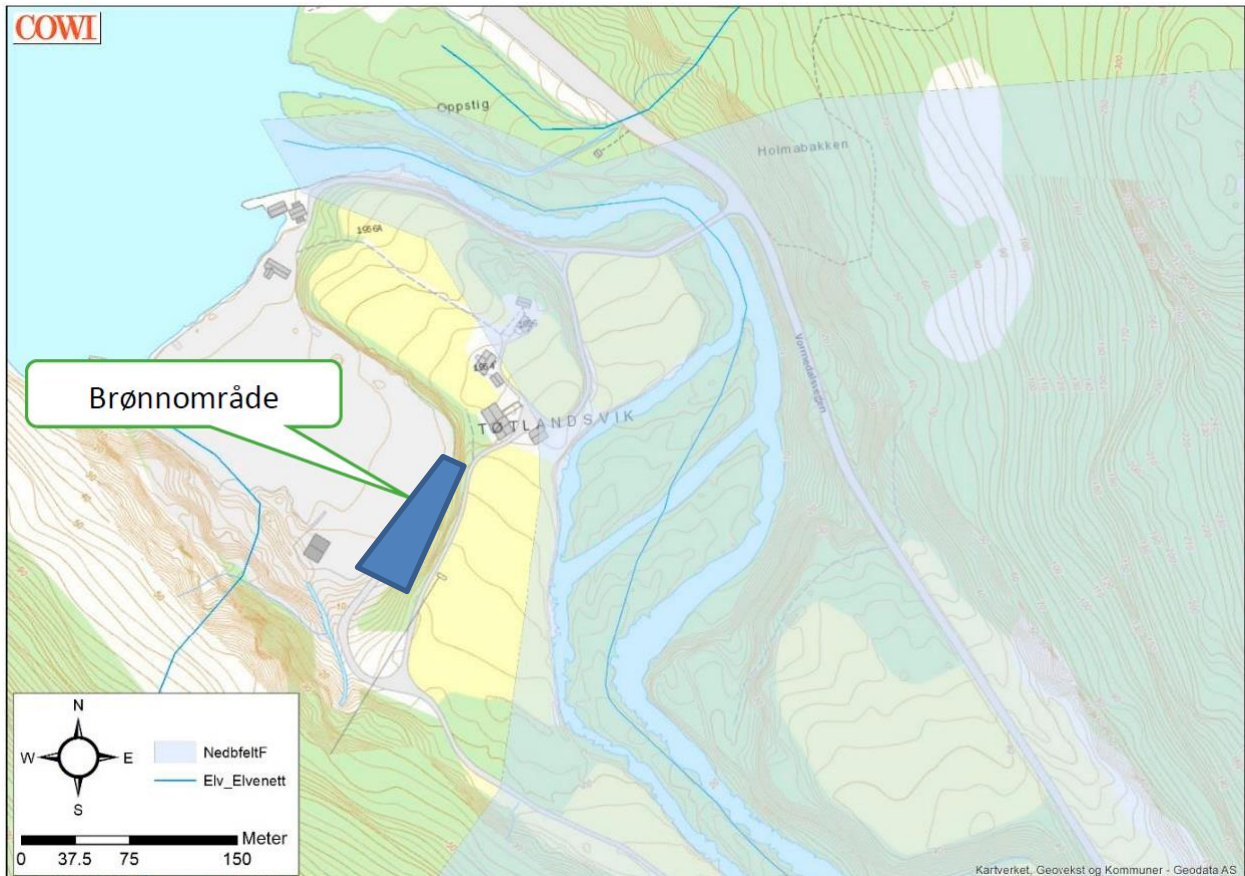 COWI
Oppstig
Holmabakken
Vormedalsvegen
Brønnområde
TØTLANDSVIK
N
W E
S
NedbfeltF
Elv_Elvenett
Meter
0 37.5 75 150
Kartverket, Geovekst og Kommuner - Geodata AS